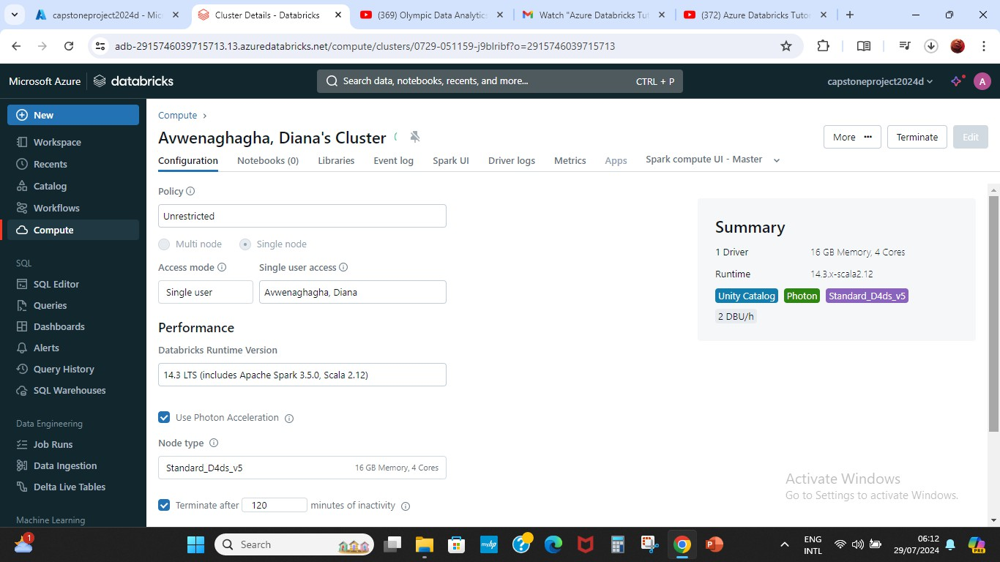 capstoneproject2024d - Micr
Cluster Details - Databricks
(369) Olympic Data Analytics
Watch "Azure Databricks Tut
(372) Azure Databricks Tutor
adb-2915746039715713.13.azuredatabricks.net/compute/clusters/0729-051159-j9blribf?o=2915746039715713
Microsoft Azure
databricks
Search data, notebooks, recents, and more...
CTRL + P
capstoneproject2024d
A
New
Workspace
Recents
Catalog
Workflows
Compute
SQL
SQL Editor
Queries
Dashboards
Alerts
Query History
SQL Warehouses
Data Engineering
Job Runs
Data Ingestion
Delta Live Tables
Machine Learning
Compute ›
Avwenaghagha, Diana's Cluster
More ···
Terminate
Edit
Configuration
Notebooks (0)
Libraries
Event log
Spark UI
Driver logs
Metrics
Apps
Spark compute UI - Master
Policy
Unrestricted
Multi node
Single node
Access mode
Single user access
Single user
Avwenaghagha, Diana
Performance
Databricks Runtime Version
14.3 LTS (includes Apache Spark 3.5.0, Scala 2.12)
Use Photon Acceleration
Node type
Standard_D4ds_v5
16 GB Memory, 4 Cores
Terminate after 120 minutes of inactivity
Summary
1 Driver
16 GB Memory, 4 Cores
Runtime
14.3.x-scala2.12
Unity Catalog
Photon
Standard_D4ds_v5
2 DBU/h
Activate Windows
Go to Settings to activate Windows.
1
Search
myhp
ENG
INTL
06:12
29/07/2024
PRE